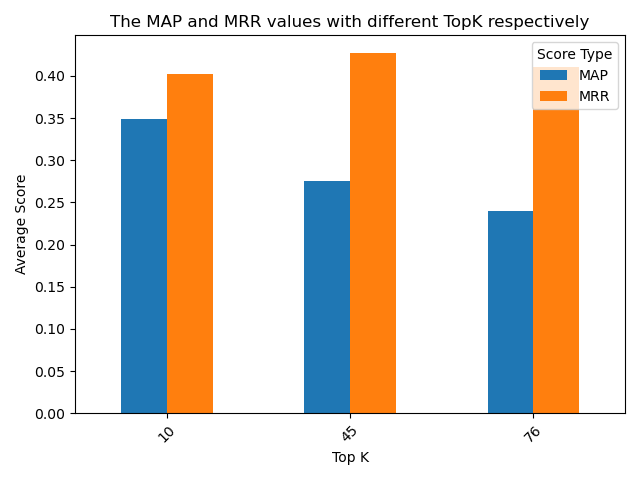 The MAP and MRR values with different TopK respectively
Score Type
MAP
MRR
0.40
0.35
0.30
0.25
0.20
0.15
0.10
0.05
0.00
Average Score
10
45
76
Top K